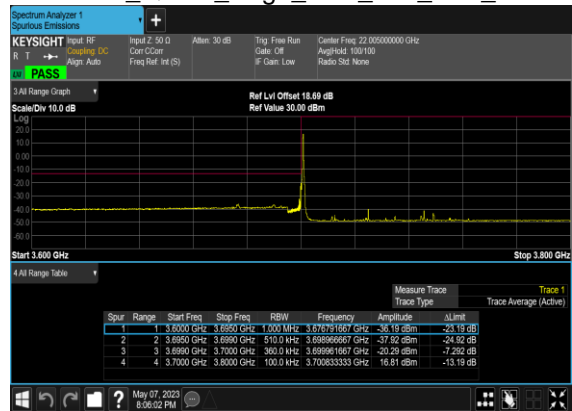 Spectrum Analyzer 1
Spurious Emissions
+
KEYSIGHT Input: RF Input Z: 50 Ω Atten: 30 dB Trig: Free Run Center Freq: 22.005000000 GHz
R T Coupling: DC Corr CCorr Gate: Off Avg|Hold: 100/100
Align: Auto Freq Ref: Int (S) IF Gain: Low Radio Std: None
PASS
3 All Range Graph
Ref Lvl Offset 18.69 dB
Scale/Div 10.0 dB Ref Value 30.00 dBm
Log
20.0
10.0
0.00
-10.0
-20.0
-30.0
-40.0
-50.0
-60.0
Start 3.600 GHz Stop 3.800 GHz
4 All Range Table
Measure Trace Trace 1
Trace Type Trace Average (Active)
Spur Range Start Freq Stop Freq RBW Frequency Amplitude ΔLimit
1 1 3.6000 GHz 3.6950 GHz 1.000 MHz 3.676791667 GHz -36.19 dBm -23.19 dB
2 2 3.6950 GHz 3.6990 GHz 510.0 kHz 3.698966667 GHz -37.92 dBm -24.92 dB
3 3 3.6990 GHz 3.7000 GHz 360.0 kHz 3.699961667 GHz -20.29 dBm -7.292 dB
4 4 3.7000 GHz 3.8000 GHz 100.0 kHz 3.700833333 GHz 16.81 dBm -13.19 dB
? May 07, 2023
8:06:02 PM